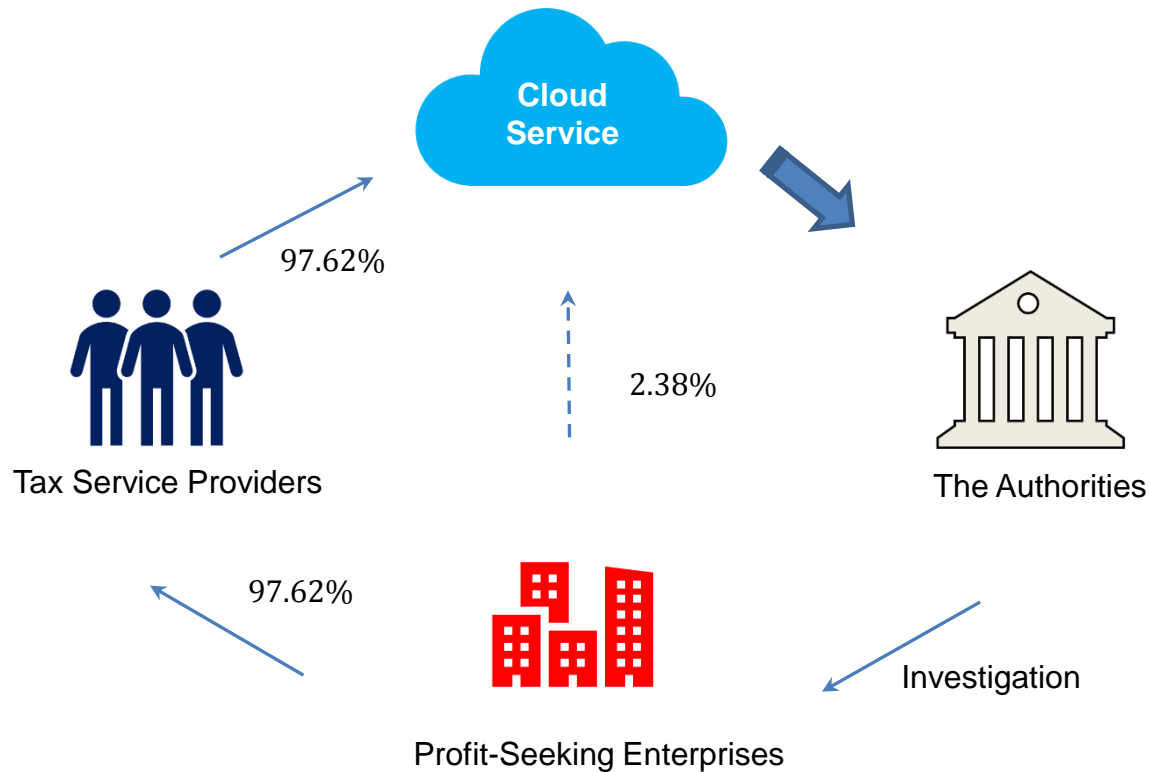 Cloud
Service
97.62%
2.38%
Tax Service Providers
The Authorities
97.62%
Investigation
Profit-Seeking Enterprises